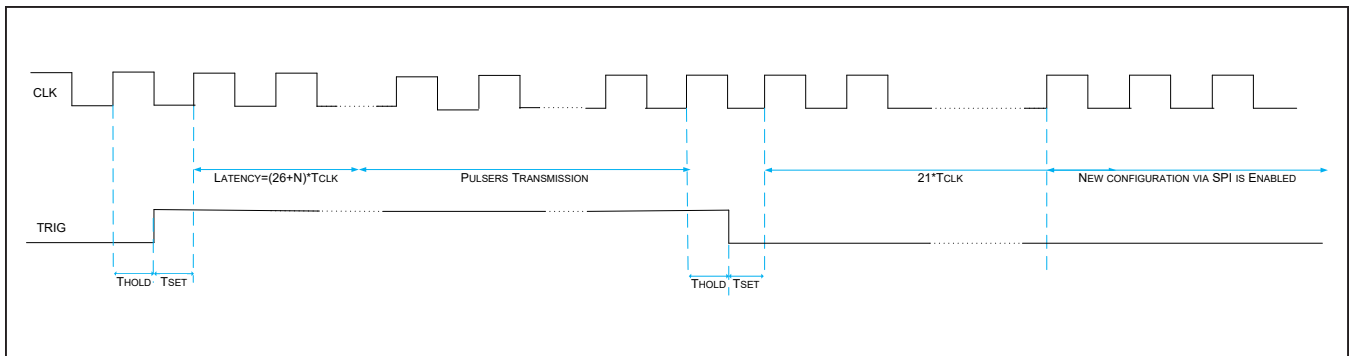 CLK
LATENCY=(26+N)*TCLK
PULSERS TRANSMISSION
21*TCLK
NEW CONFIGURATION VIA SPI IS ENABLED
TRIG
THOLD TSET
THOLD TSET